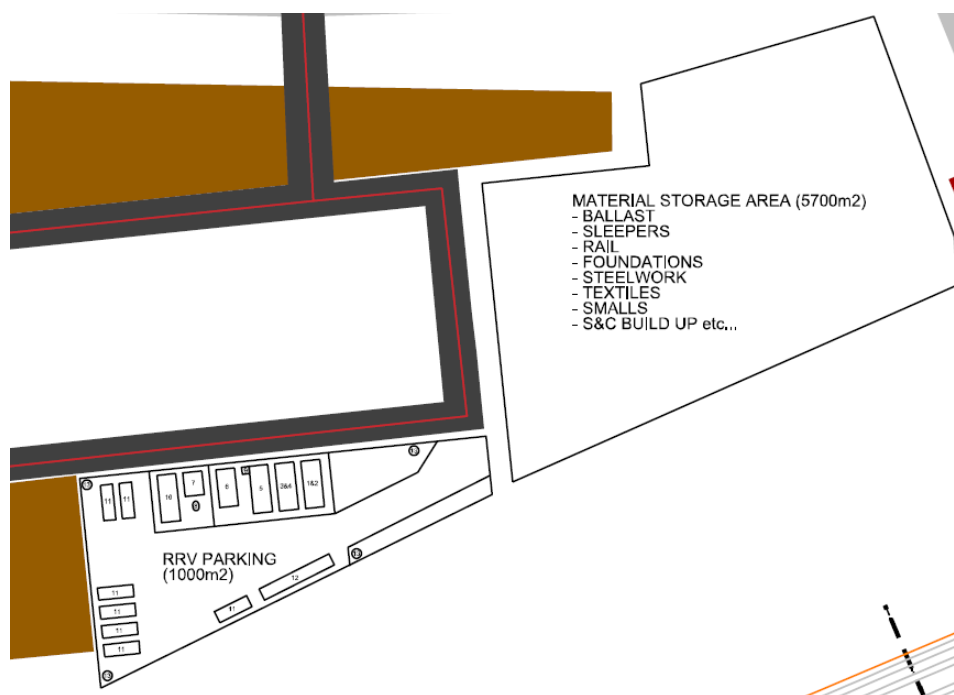 MATERIAL STORAGE AREA (5700m2)
- BALLAST
- SLEEPERS
- RAIL
- FOUNDATIONS
- STEELWORK
- TEXTILES
- SMALLS
- S&C BUILD UP etc...
7
10
8
5
3&4
1&2
11
11
RRV PARKING
(1000m2)
12
11
11
11
11
11